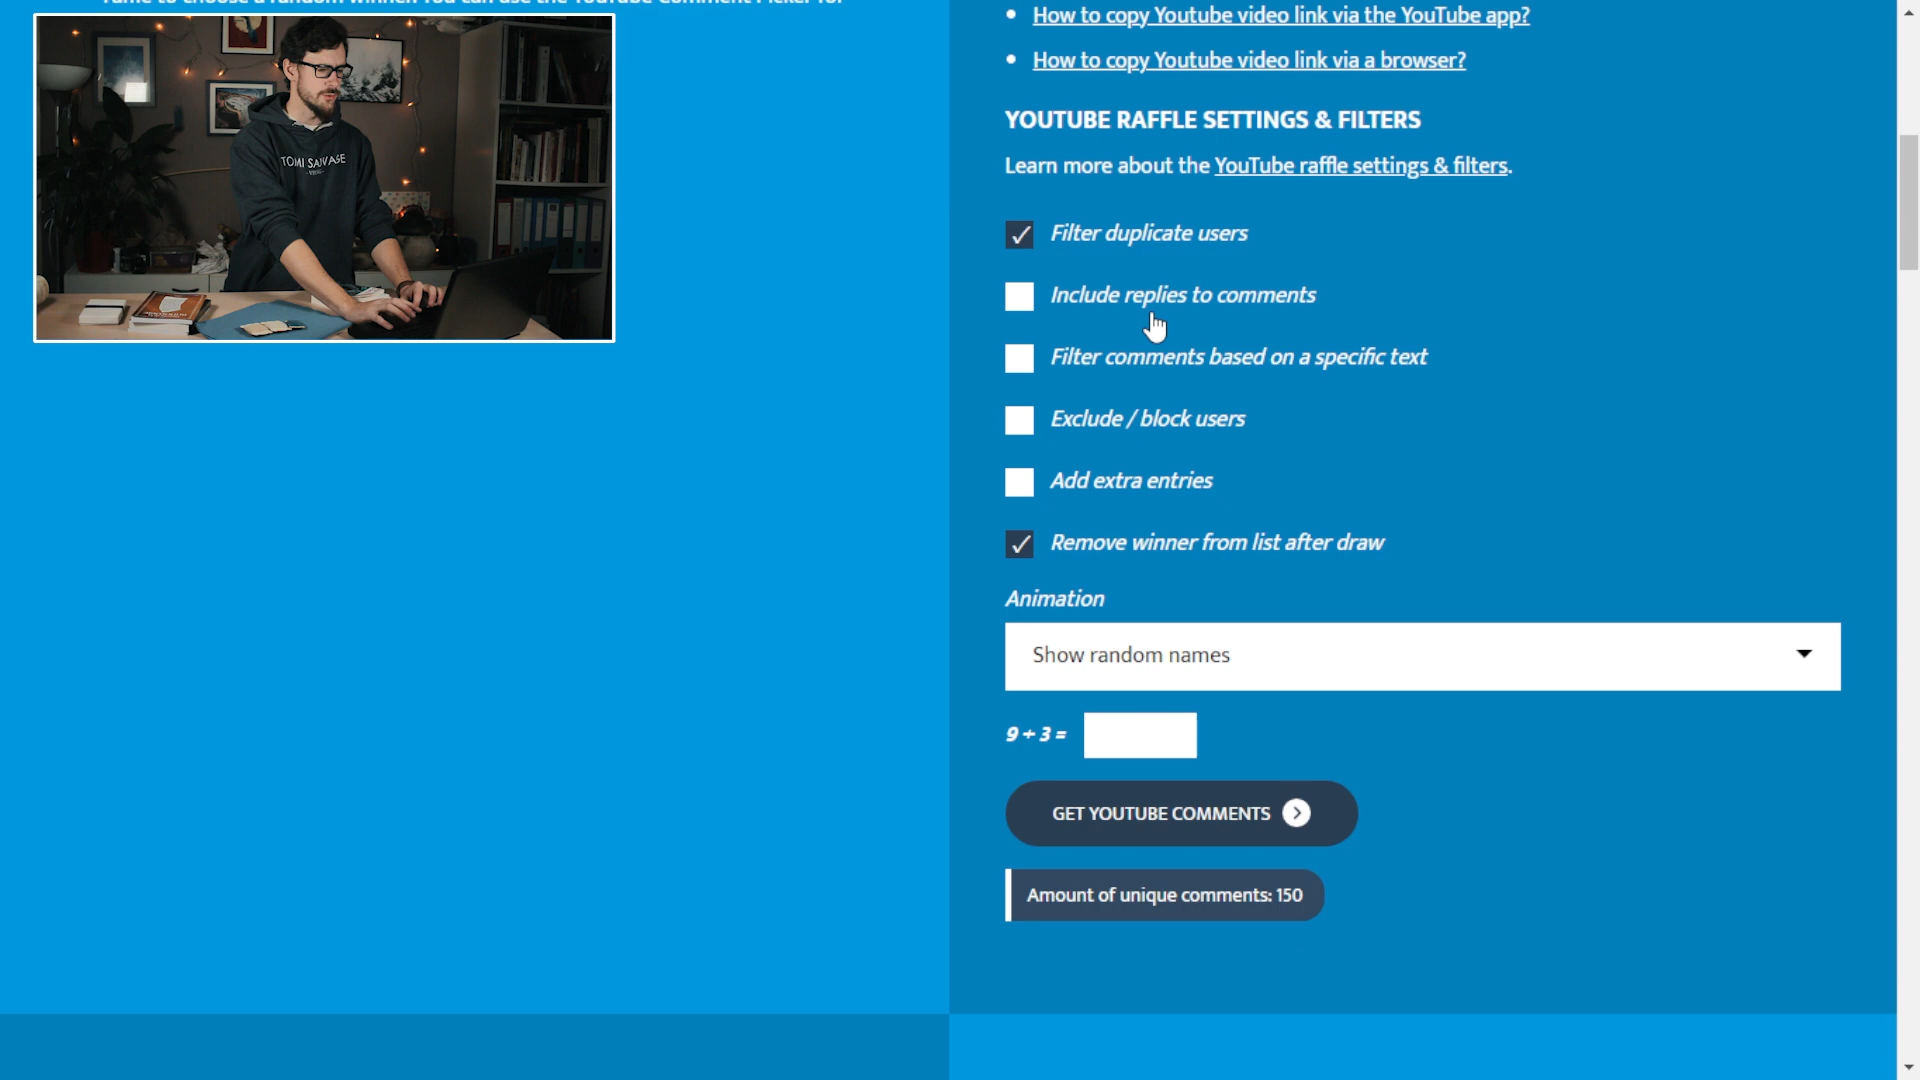 How to copy Youtube video link via the YouTube app?
How to copy Youtube video link via a browser?
YOUTUBE RAFFLE SETTINGS & FILTERS
Learn more about the YouTube raffle settings & filters.
Filter duplicate users
Include replies to comments
Filter comments based on a specific text
Exclude / block users
Add extra entries
Remove winner from list after draw
Animation
Show random names
9 + 3 =
GET YOUTUBE COMMENTS
Amount of unique comments: 150
TOMI SAUVAGE